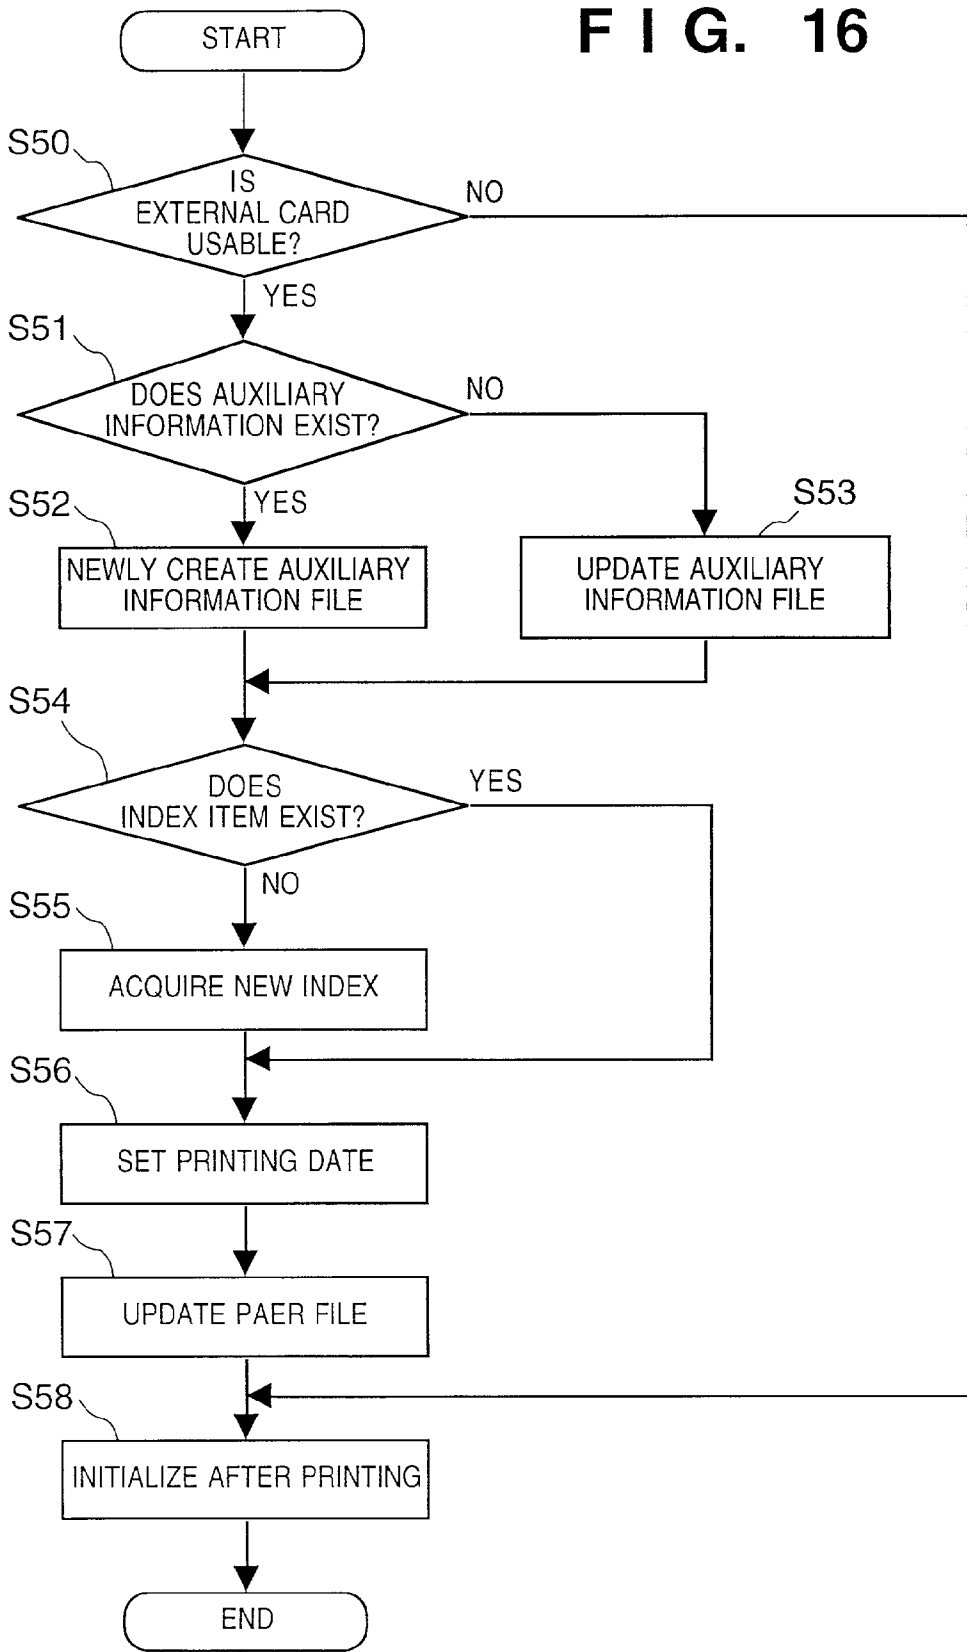 FIG. 16
START
S50
IS
EXTERNAL CARD
USABLE?
NO
YES
S51
DOES AUXILIARY
INFORMATION EXIST?
NO
YES
S52
NEWLY CREATE AUXILIARY
INFORMATION FILE
S53
UPDATE AUXILIARY
INFORMATION FILE
S54
DOES
INDEX ITEM EXIST?
YES
NO
S55
ACQUIRE NEW INDEX
S56
SET PRINTING DATE
S57
UPDATE PAER FILE
S58
INITIALIZE AFTER PRINTING
END